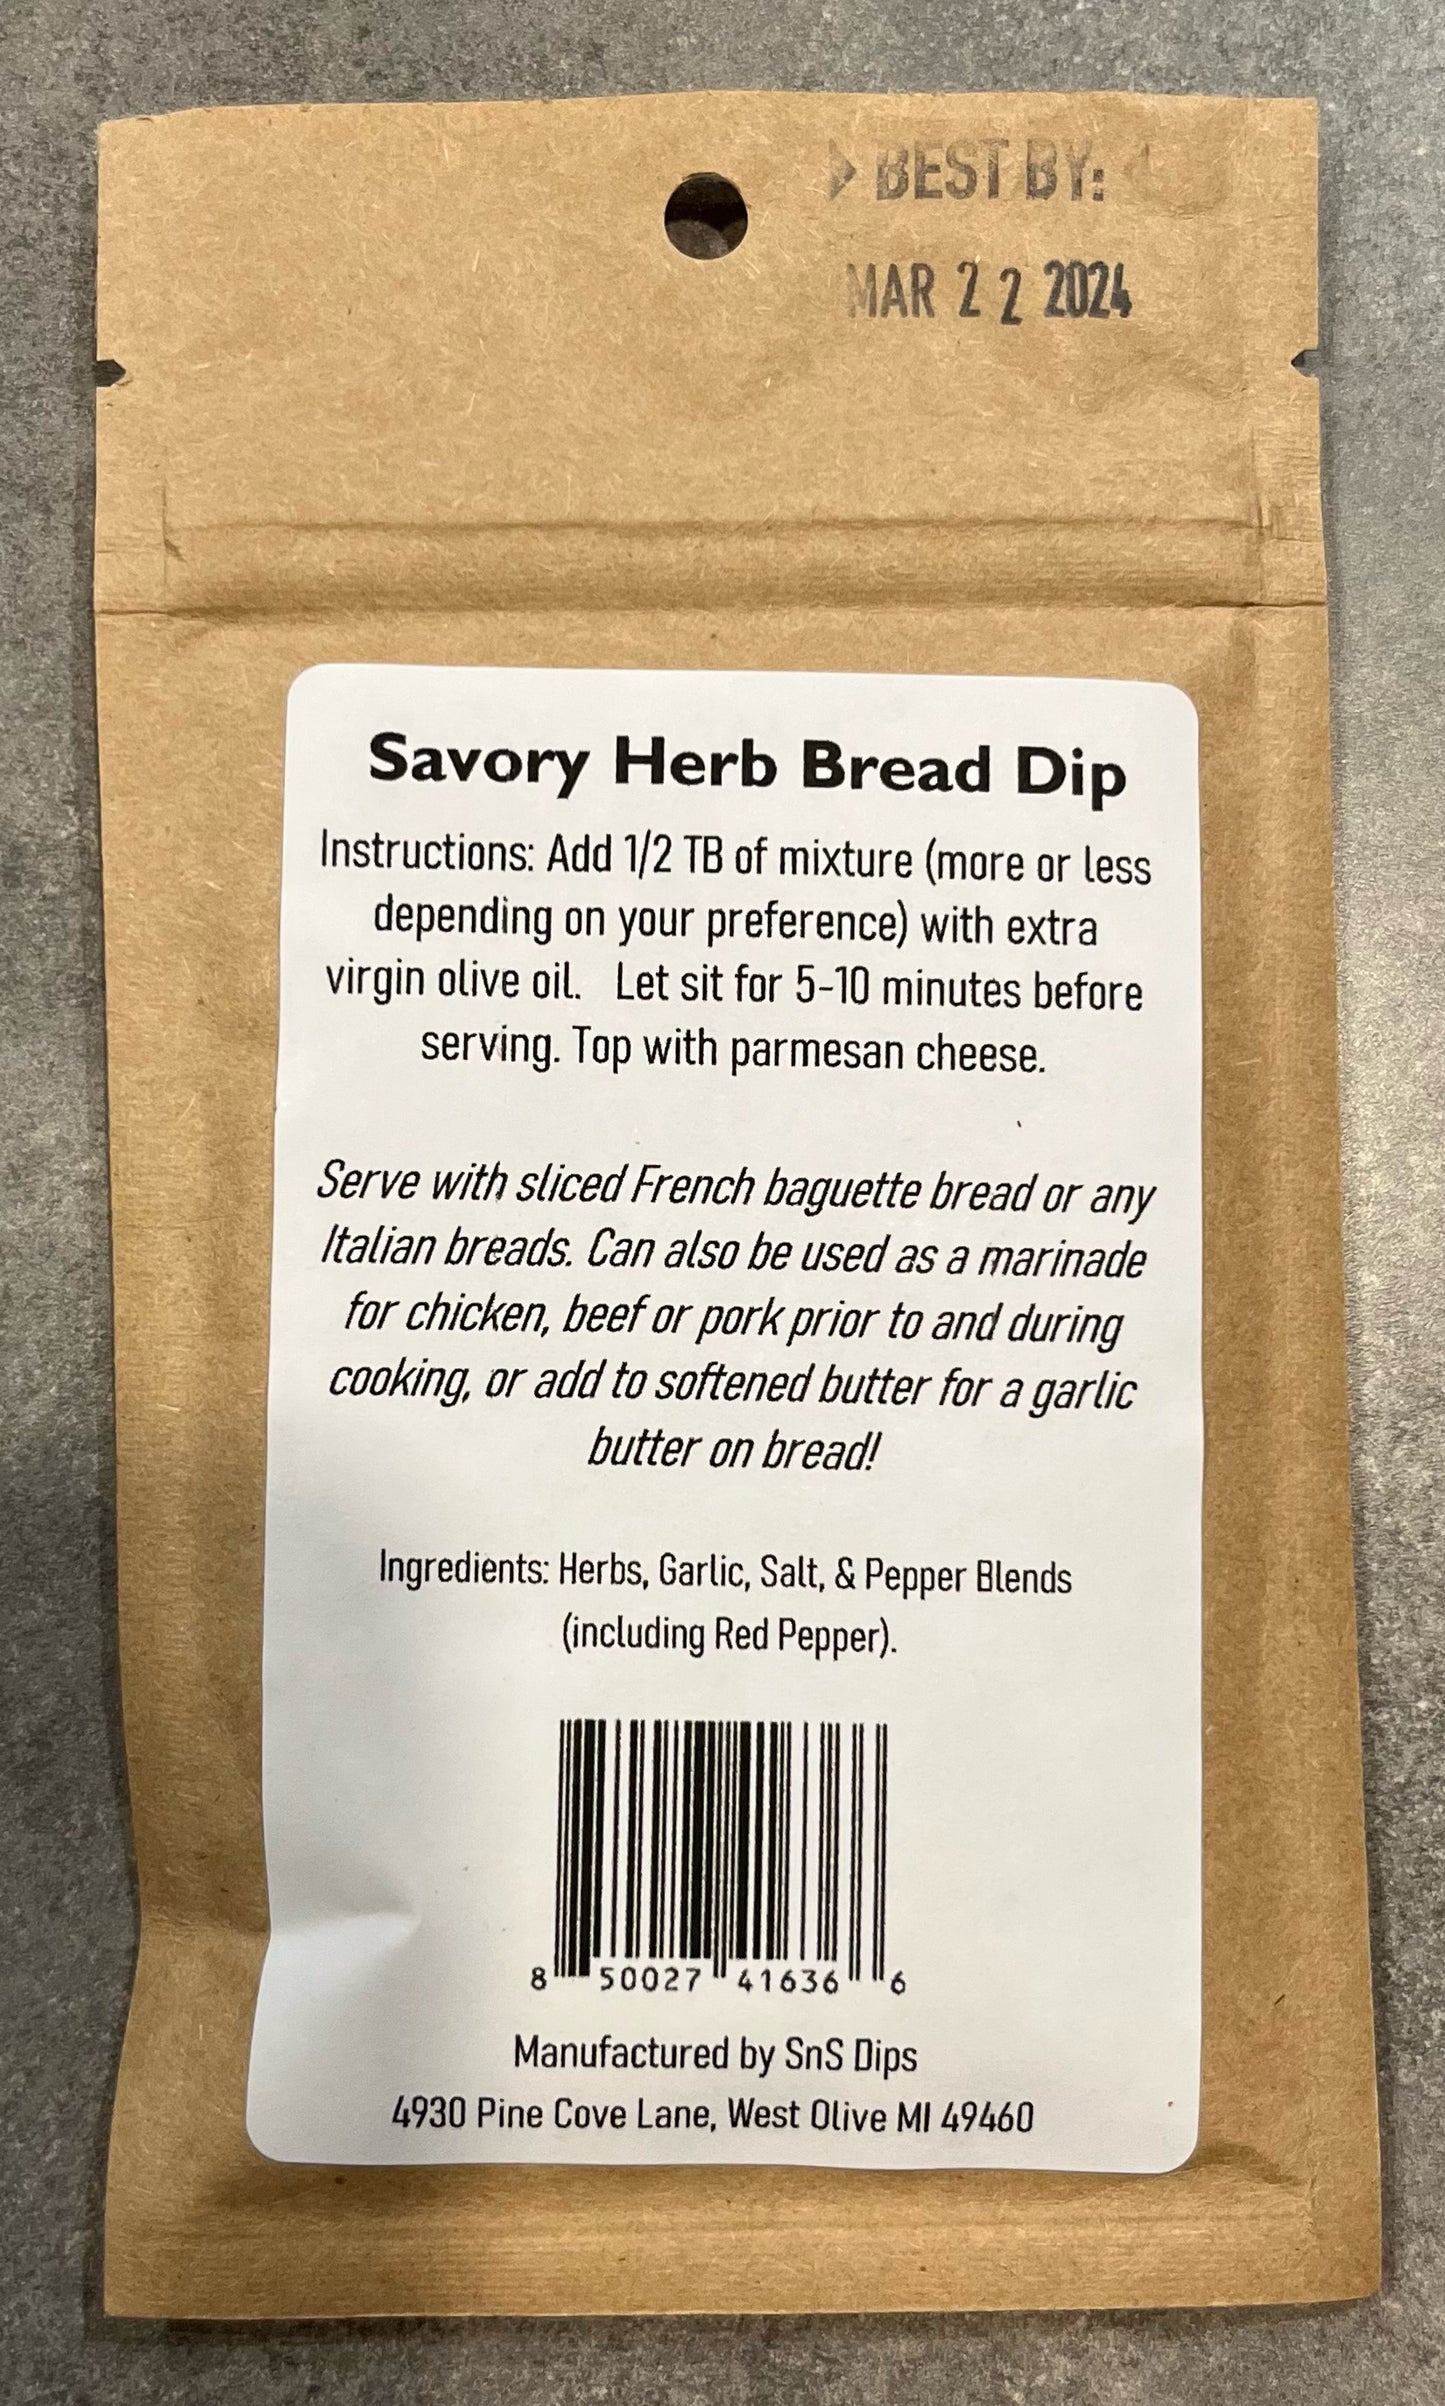 BEST BY:
MAR 22 2024
Savory Herb Bread Dip
Instructions: Add 1/2 TB of mixture (more or less
depending on your preference) with extra
virgin olive oil.   Let sit for 5-10 minutes before
serving. Top with parmesan cheese.
Serve with sliced French baguette bread or any
Italian breads. Can also be used as a marinade
for chicken, beef or pork prior to and during
cooking, or add to softened butter for a garlic
butter on bread!
Ingredients: Herbs, Garlic, Salt, & Pepper Blends
(including Red Pepper).
8 50027 41636 6
Manufactured by SnS Dips
4930 Pine Cove Lane, West Olive MI 49460